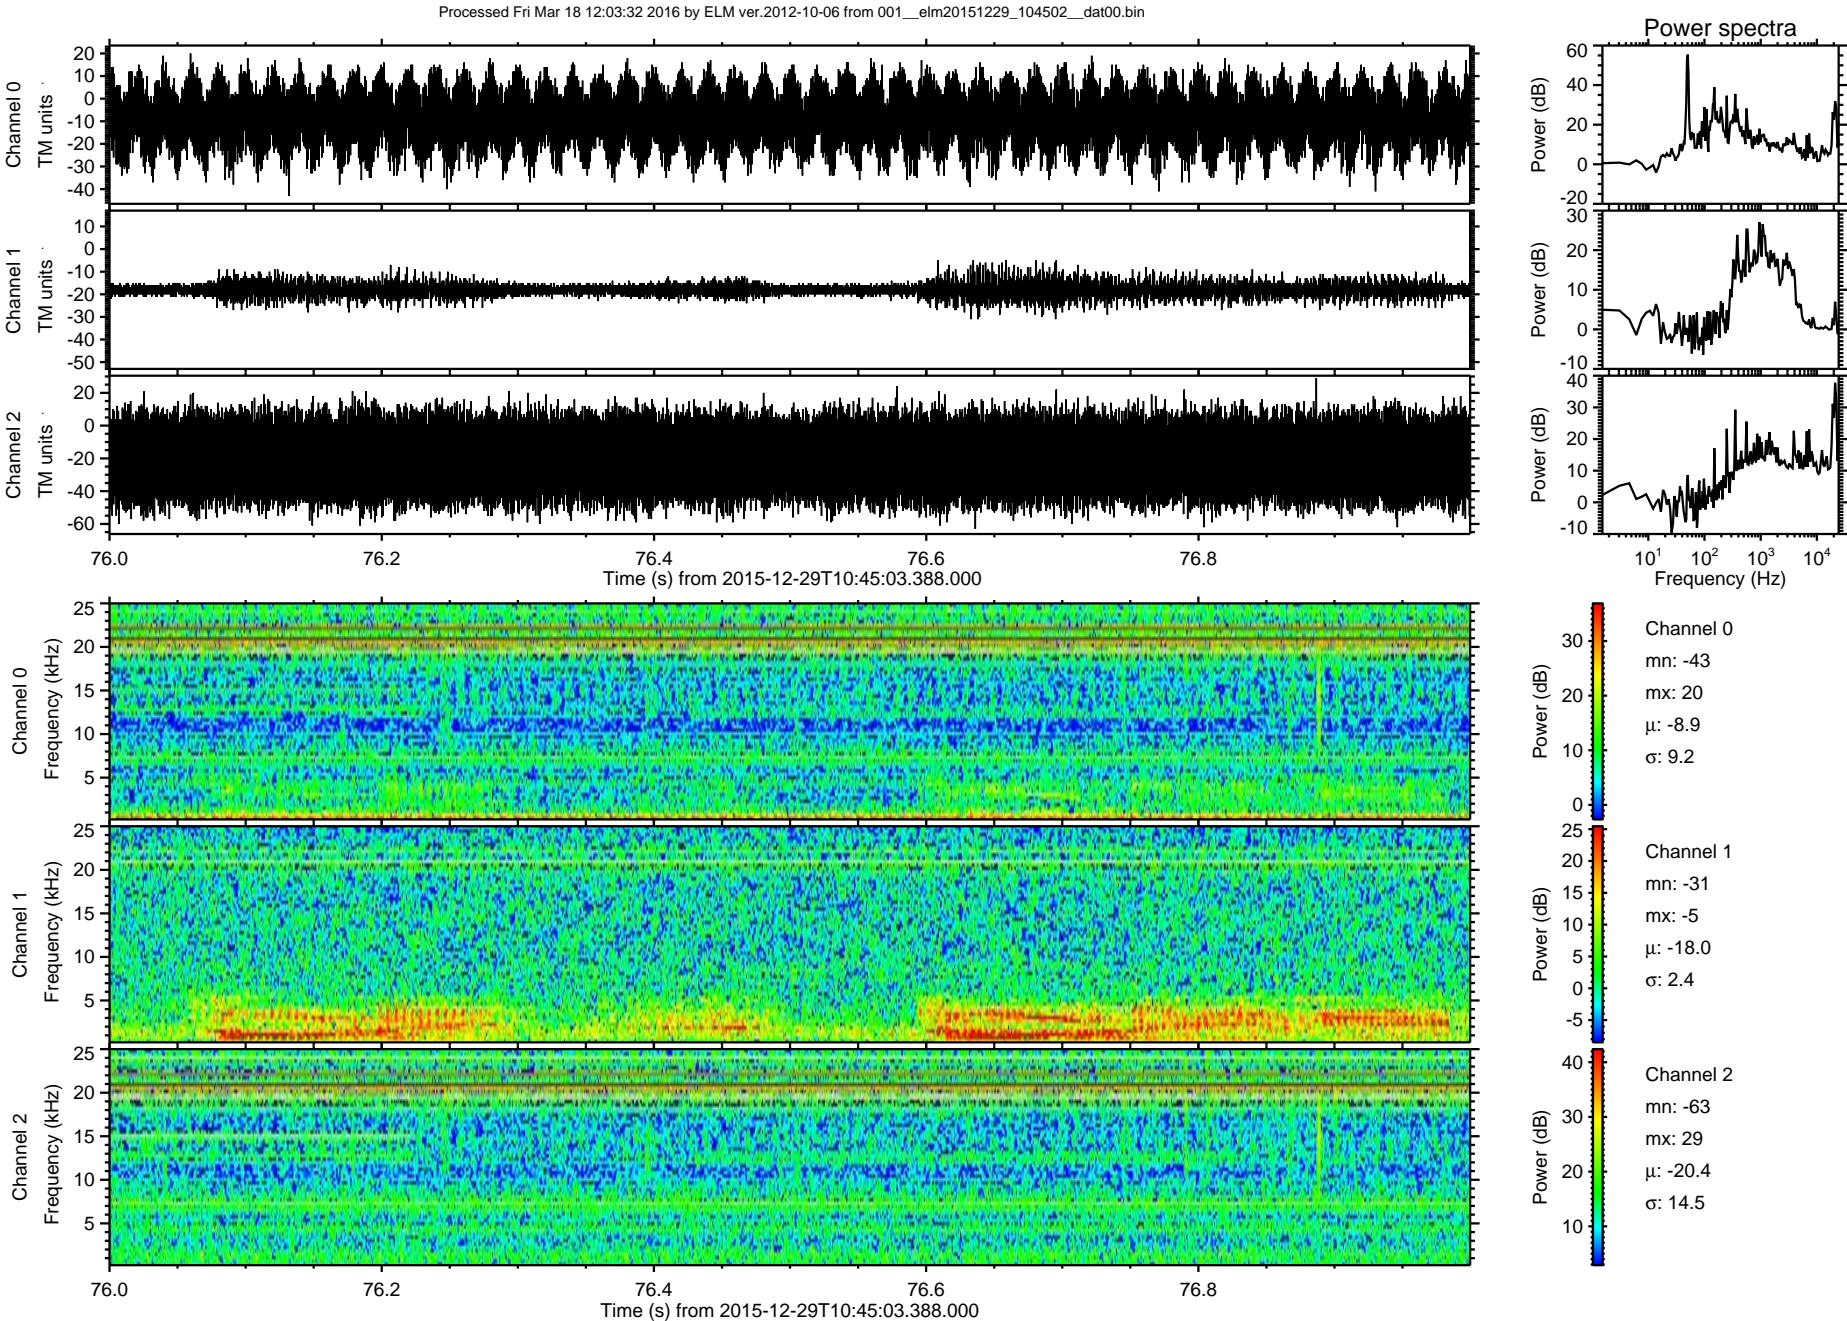 Processed Fri Mar 18 12:03:32 2016 by ELM ver.2012-10-06 from 001__elm20151229_104502__dat00.bin
Power spectra
Channel 0
TM units
20
10
0
-10
-20
-30
-40
Power (dB)
60
40
20
0
-20
Channel 1
TM units
10
0
-10
-20
-30
-40
-50
Power (dB)
30
20
10
0
-10
Channel 2
TM units
20
0
-20
-40
-60
Power (dB)
40
30
20
10
0
-10
76.0 76.2 76.4 76.6 76.8
Time (s) from 2015-12-29T10:45:03.388.000
10¹ 10² 10³ 10⁴
Frequency (Hz)
Channel 0
Frequency (kHz)
25
20
15
10
5
Power (dB)
30
20
10
0
Channel 0
mn: -43
mx: 20
μ: -8.9
σ: 9.2
Channel 1
Frequency (kHz)
25
20
15
10
5
Power (dB)
25
20
15
10
5
0
-5
Channel 1
mn: -31
mx: -5
μ: -18.0
σ: 2.4
Channel 2
Frequency (kHz)
25
20
15
10
5
Power (dB)
40
30
20
10
Channel 2
mn: -63
mx: 29
μ: -20.4
σ: 14.5
76.0 76.2 76.4 76.6 76.8
Time (s) from 2015-12-29T10:45:03.388.000